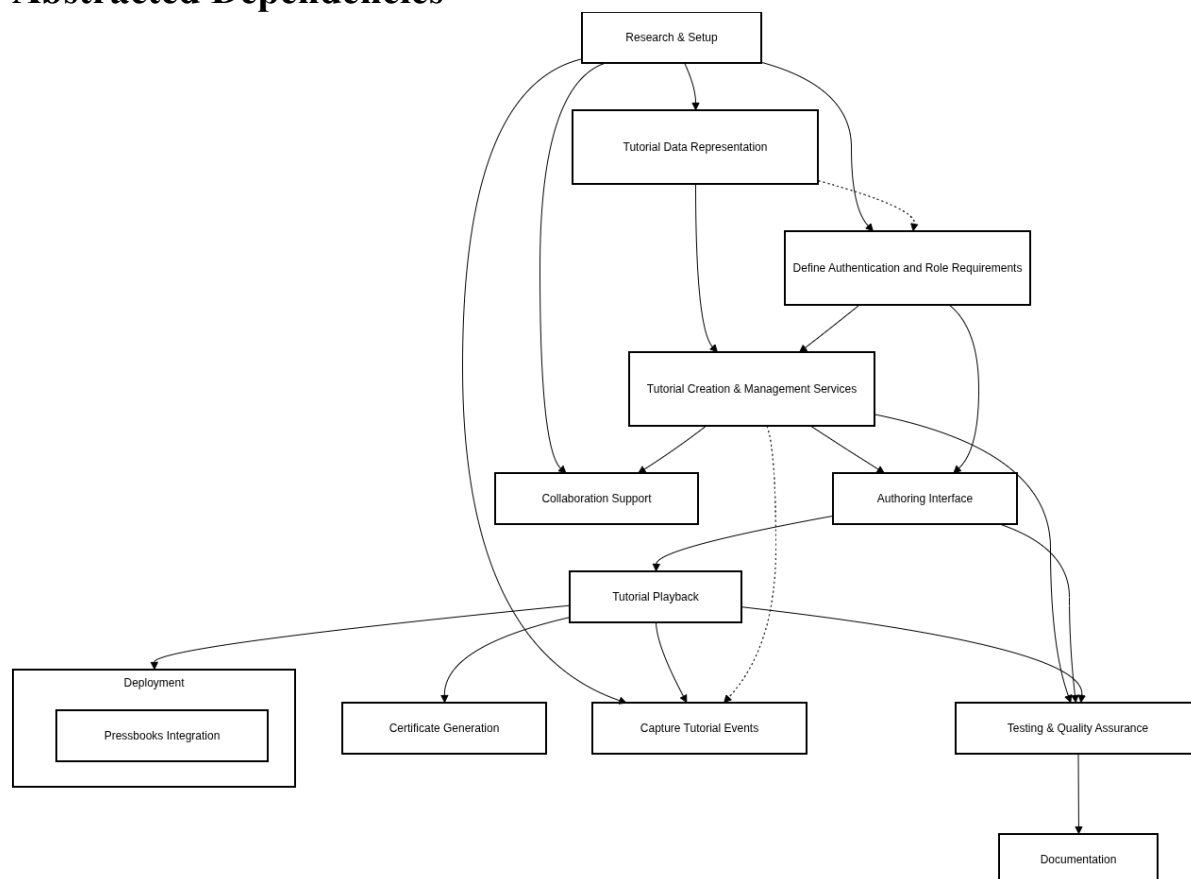 Abstracted Dependencies
Research & Setup
Tutorial Data Representation
Define Authentication and Role Requirements
Tutorial Creation & Management Services
Collaboration Support
Authoring Interface
Tutorial Playback
Deployment
Pressbooks Integration
Certificate Generation
Capture Tutorial Events
Testing & Quality Assurance
Documentation